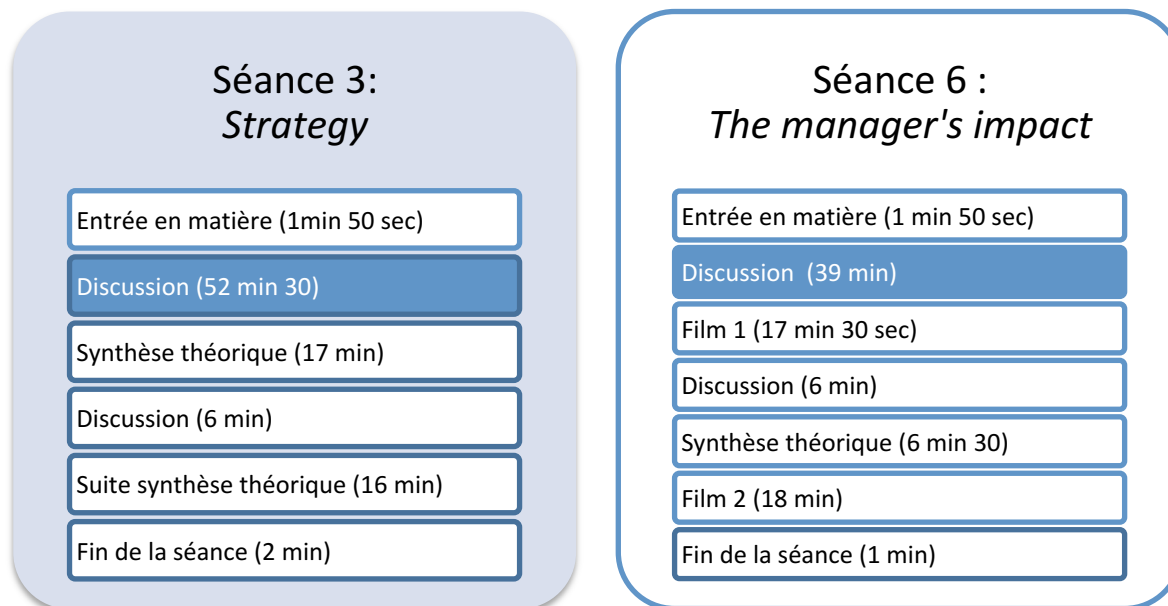 Séance 3:
Strategy
Entrée en matière (1min 50 sec)
Discussion (52 min 30)
Synthèse théorique (17 min)
Discussion (6 min)
Suite synthèse théorique (16 min)
Fin de la séance (2 min)
Séance 6 :
The manager's impact
Entrée en matière (1 min 50 sec)
Discussion  (39 min)
Film 1 (17 min 30 sec)
Discussion (6 min)
Synthèse théorique (6 min 30)
Film 2 (18 min)
Fin de la séance (1 min)